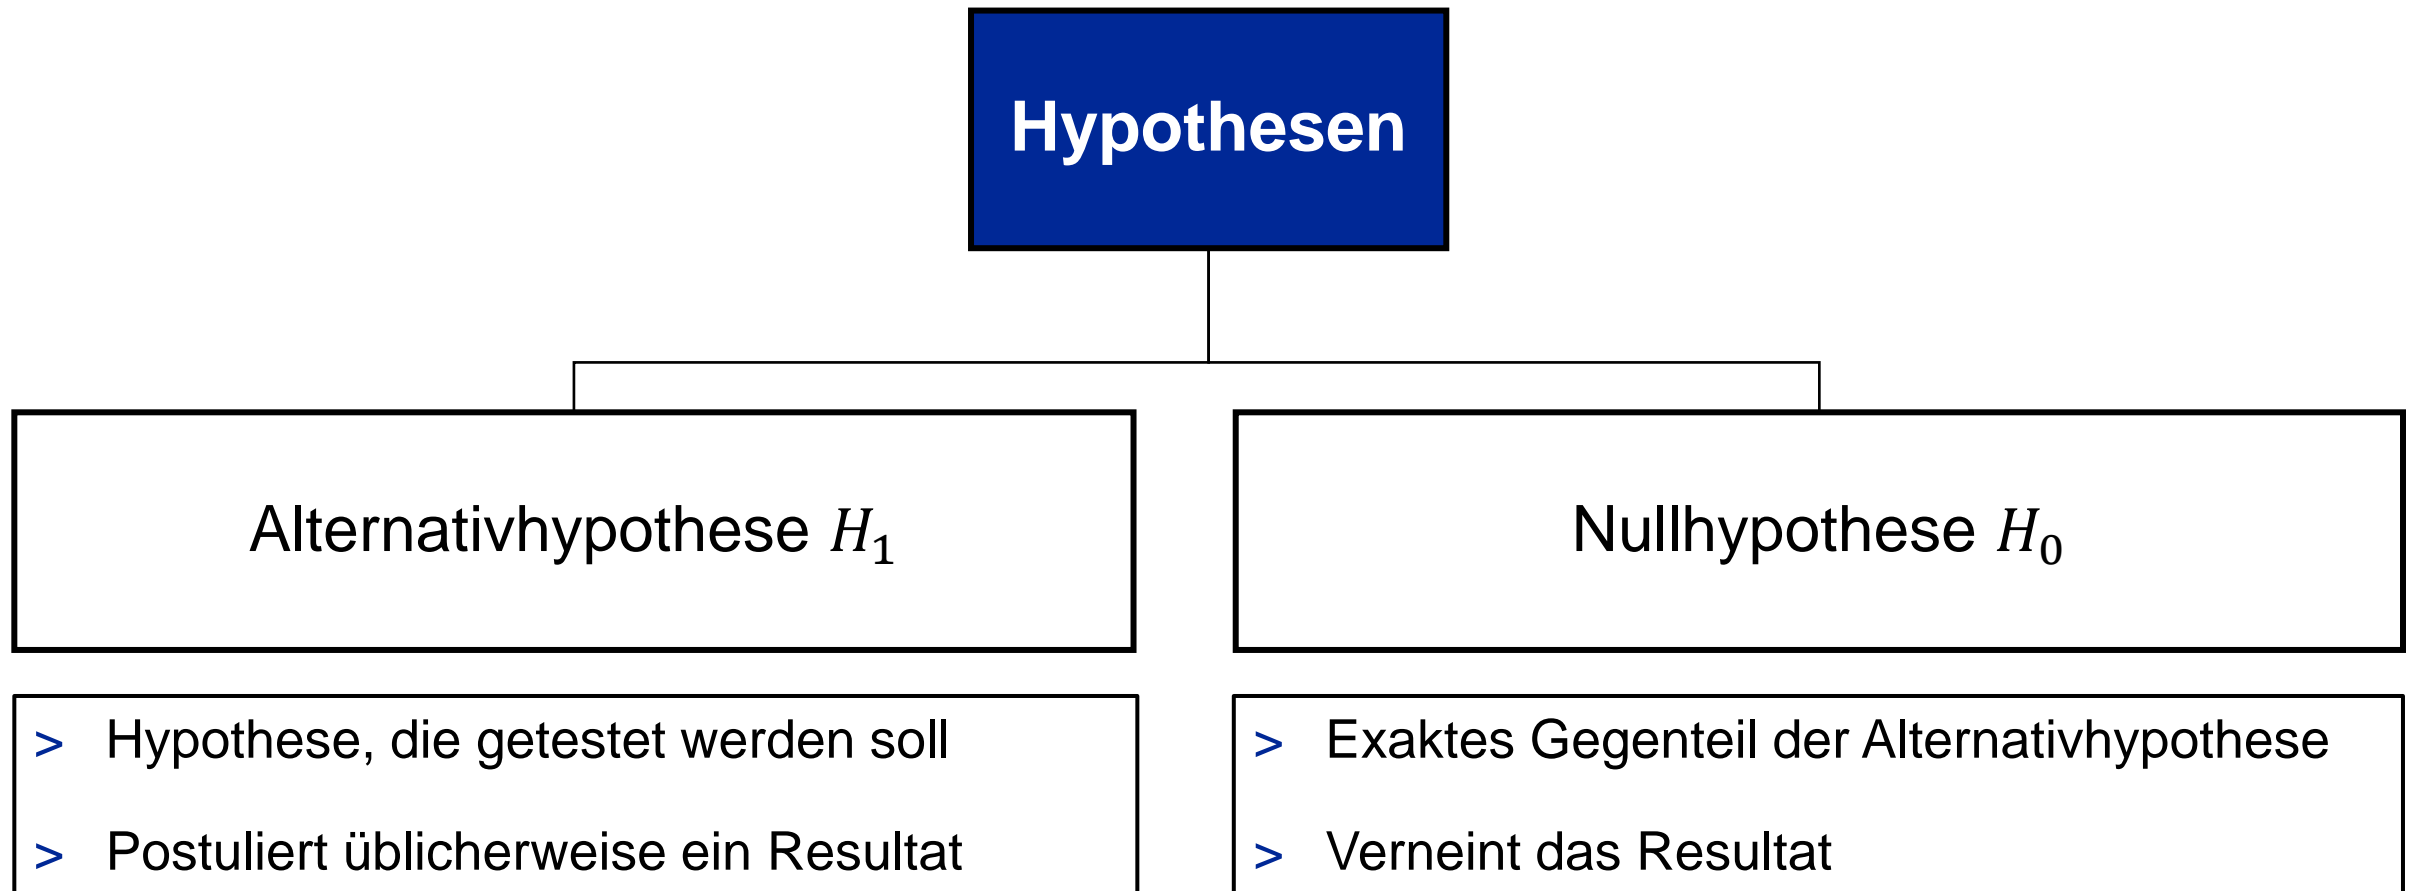 Hypothesen
Alternativhypothese H₁
Nullhypothese H₀
> Hypothese, die getestet werden soll
> Postuliert üblicherweise ein Resultat
> Exaktes Gegenteil der Alternativhypothese
> Verneint das Resultat